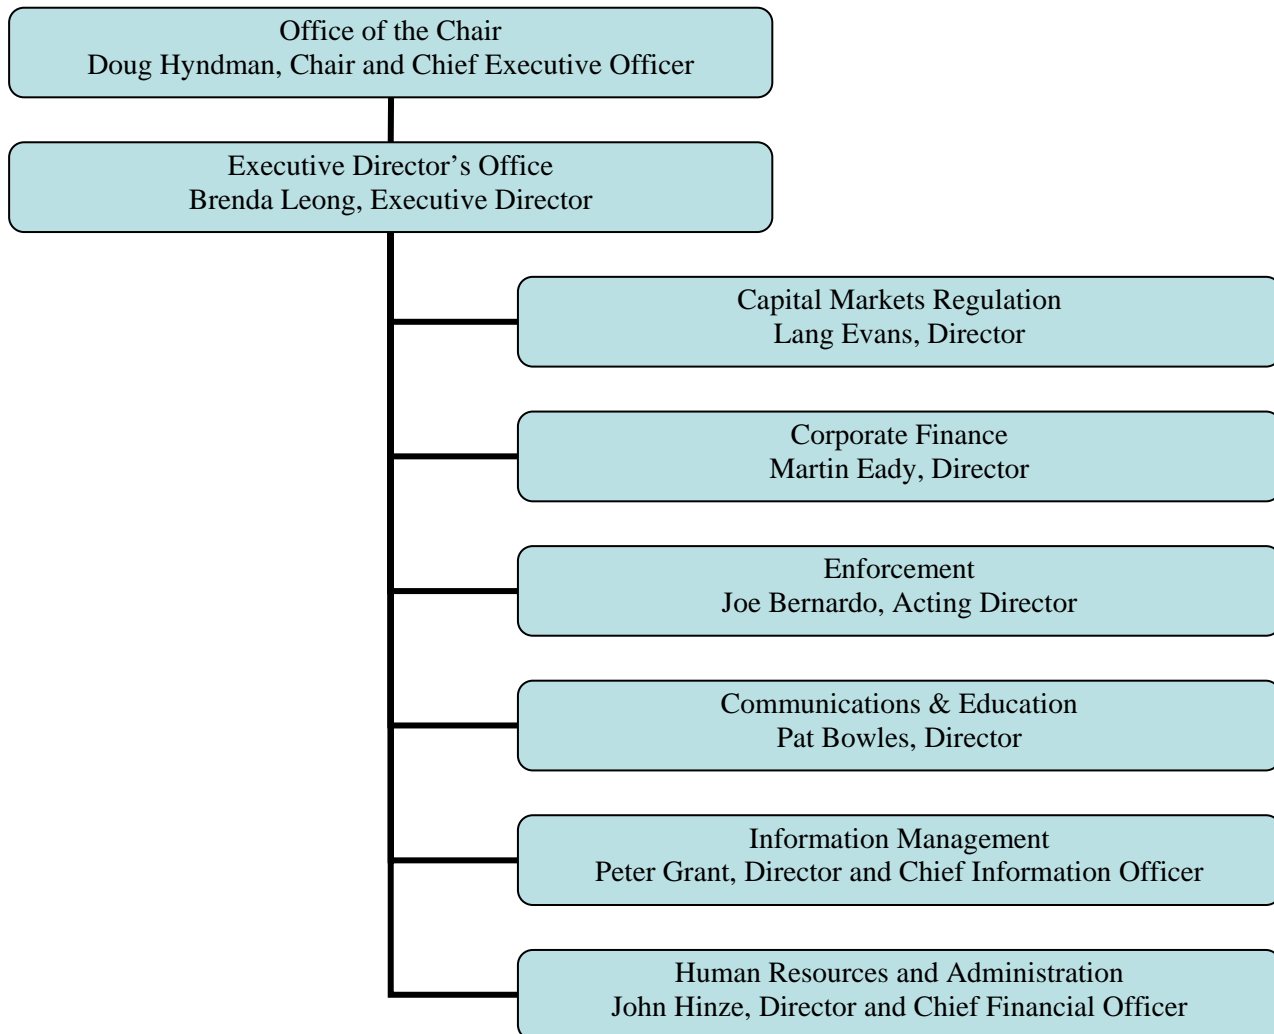 Office of the Chair
Doug Hyndman, Chair and Chief Executive Officer
Executive Director’s Office
Brenda Leong, Executive Director
Capital Markets Regulation
Lang Evans, Director
Corporate Finance
Martin Eady, Director
Enforcement
Joe Bernardo, Acting Director
Communications & Education
Pat Bowles, Director
Information Management
Peter Grant, Director and Chief Information Officer
Human Resources and Administration
John Hinze, Director and Chief Financial Officer